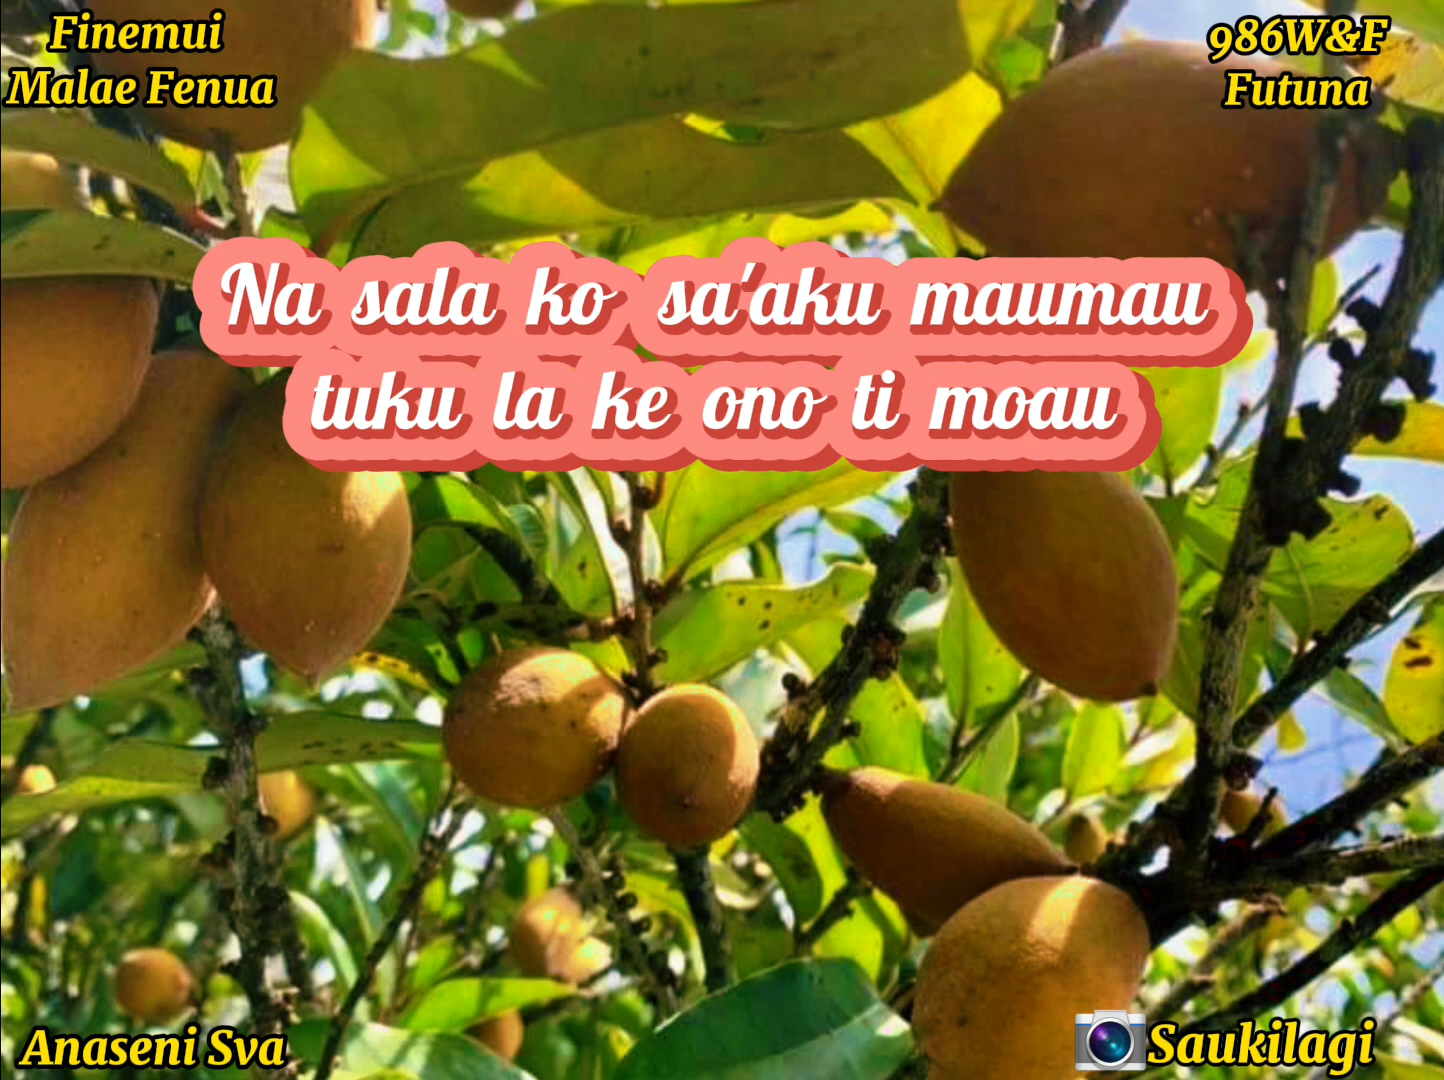 Finemui
Malae Fenua
986W&F
Futuna
Na sala ko sa'aku maumau
tuku la ke ono ti moau
Anaseni Sva
Saukilagi